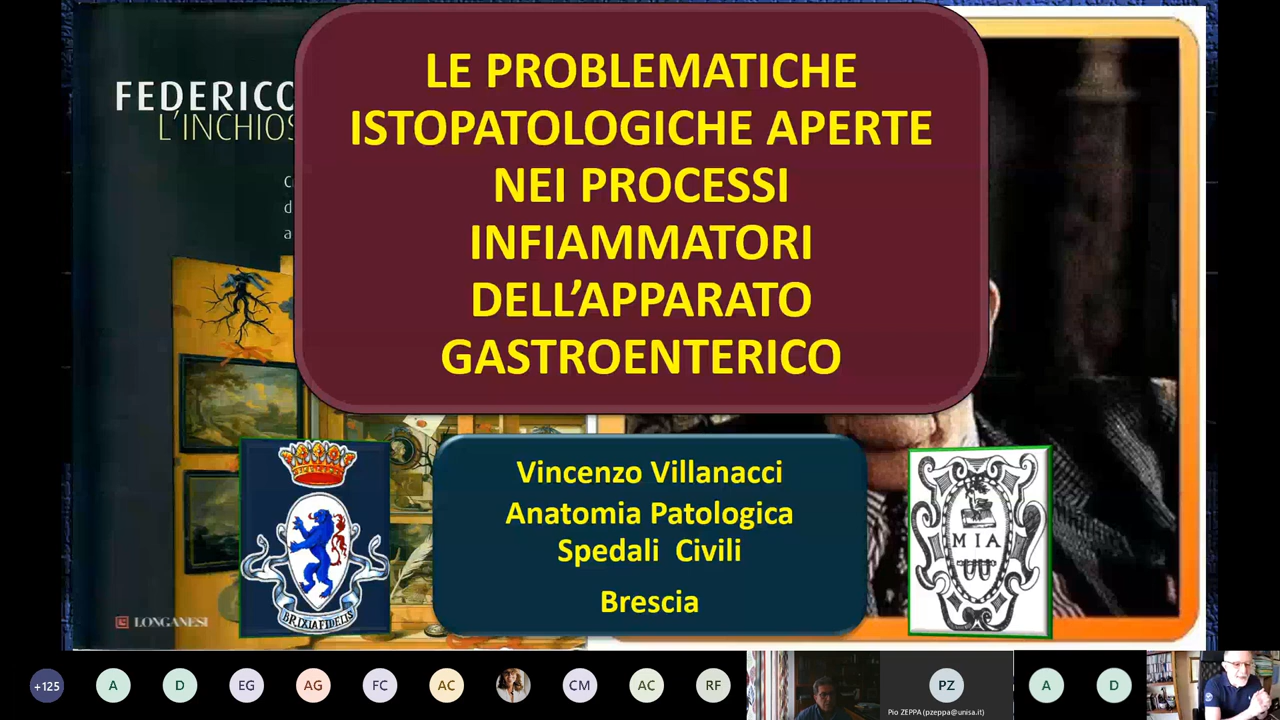 FEDERICO
L'INCHIOS
C
d
a
LE PROBLEMATICHE
ISTOPATOLOGICHE APERTE
NEI PROCESSI
INFIAMMATORI
DELL'APPARATO
GASTROENTERICO
Vincenzo Villanacci
Anatomia Patologica
Spedali Civili
Brescia
BRIXIA FIDELIS
MIA
LONGANESI
+125
A
D
EG
AG
FC
AC
CM
AC
RF
PZ
Pio ZEPPA (pzeppa@unisa.it)
A
D